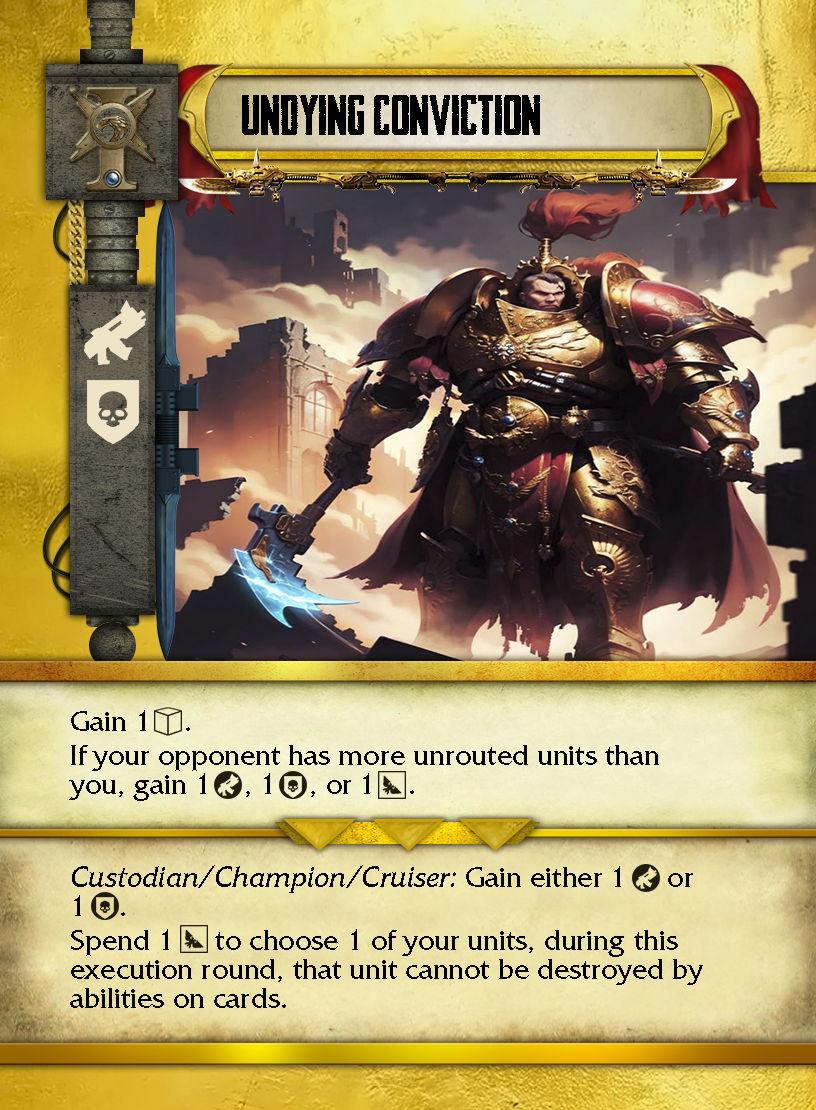 UNDYING CONVICTION
Gain 1.
If your opponent has more unrouted units than
you, gain 1, 1, or 1.
Custodian/Champion/Cruiser: Gain either 1 or
1.
Spend 1 to choose 1 of your units, during this
execution round, that unit cannot be destroyed by
abilities on cards.